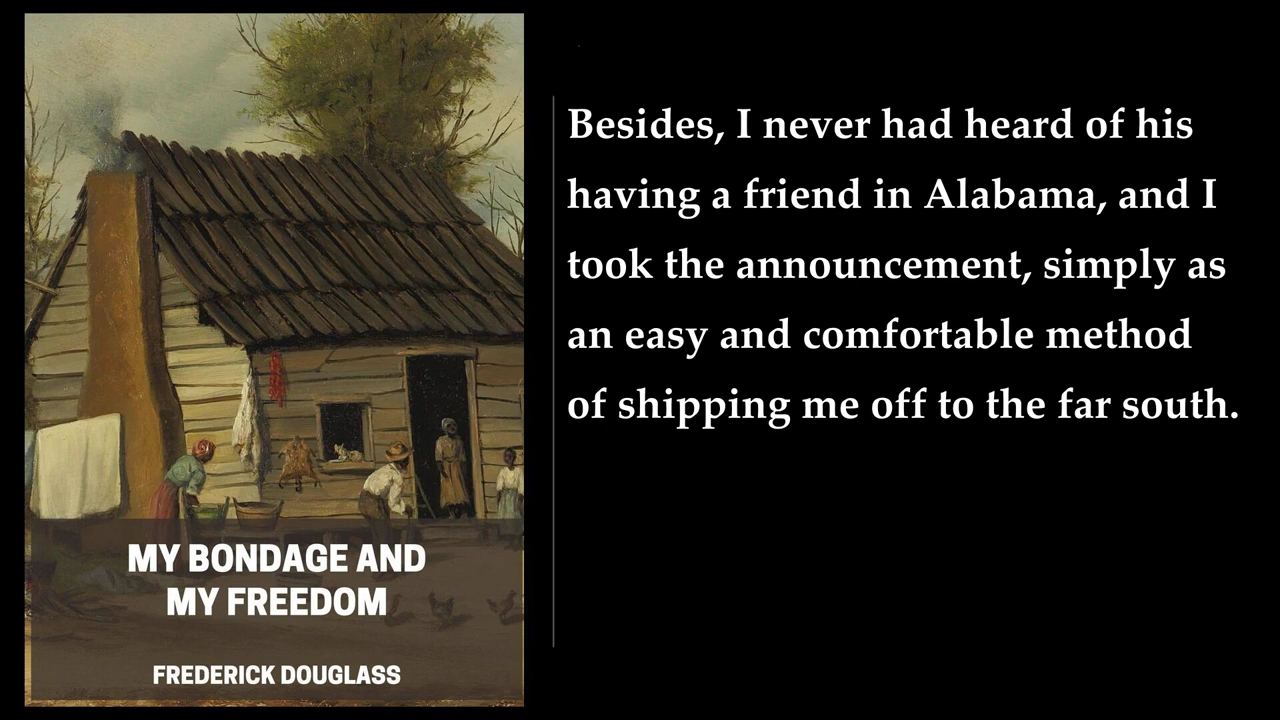 MY BONDAGE AND
MY FREEDOM
FREDERICK DOUGLASS
Besides, I never had heard of his
having a friend in Alabama, and I
took the announcement, simply as
an easy and comfortable method
of shipping me off to the far south.